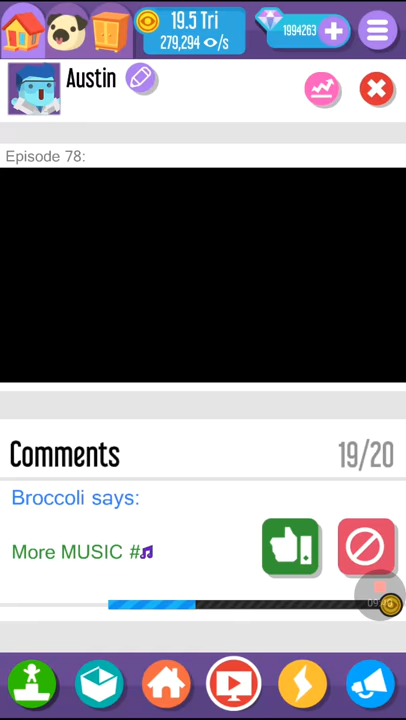 19.5 Tri
279,294 /s
1994263
Austin
Episode 78:
Comments
19/20
Broccoli says:
More MUSIC #